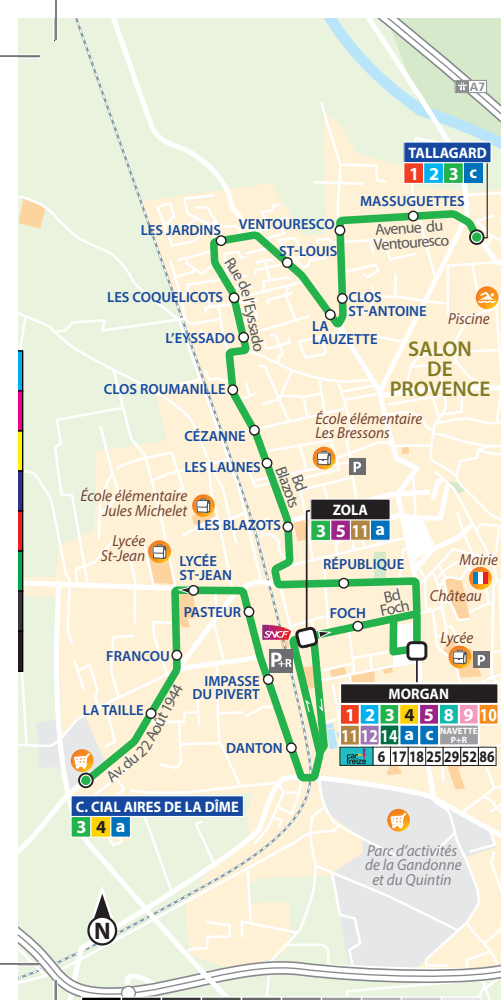 A7
TALLAGARD
1 2 3 c
MASSUGUETTES
Avenue du
Ventouresco
VENTOURESCO
LES JARDINS
ST-LOUIS
Rue de l'Eyssado
LES COQUELICOTS
CLOS
ST-ANTOINE
Piscine
LA
LAUZETTE
L'EYSSADO
SALON
DE
PROVENCE
CLOS ROUMANILLE
École élémentaire
Les Bressons
CÉZANNE
P
LES LAUNES
Bd
Blazots
École élémentaire
Jules Michelet
ZOLA
3 5 11 a
LES BLAZOTS
Lycée
St-Jean
LYCÉE
ST-JEAN
RÉPUBLIQUE
Mairie
Château
Bd
Foch
PASTEUR
FOCH
SNCF
Lycée
P
P+R
FRANCOU
IMPASSE
DU PIVERT
MORGAN
1 2 3 4 5 8 9 10
11 12 14 a c NAVETTE P+R
cartreize 6 17 18 25 29 52 86
LA TAILLE
Av. du 22 Août 1944
DANTON
C. CIAL AIRES DE LA DÎME
3 4 a
Parc d'activités
de la Gandonne
et du Quintin
N